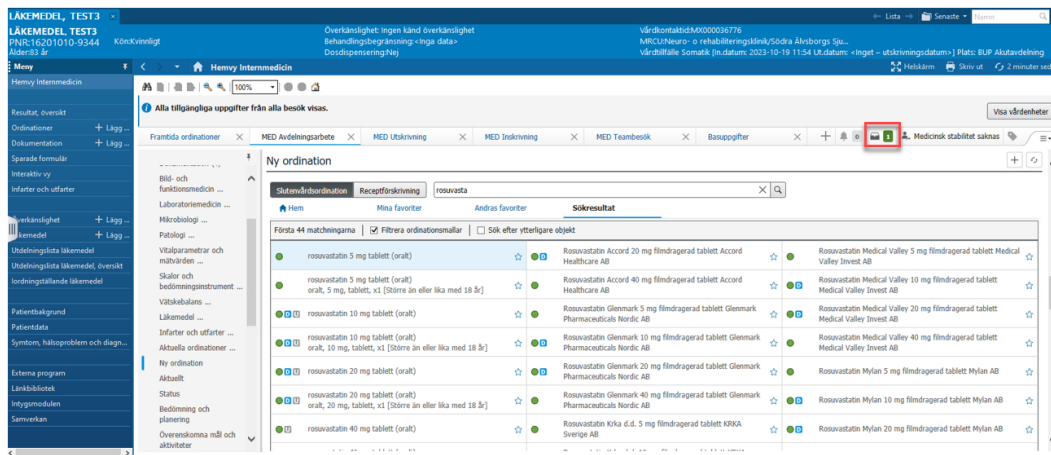 LÄKEMEDEL, TEST3 ×
← Lista → Senaste Namn
LÄKEMEDEL, TEST3
PNR:16201010-9344 Kön:Kvinnligt
Ålder:83 år
Överkänslighet: Ingen känd överkänslighet
Behandlingsbegränsning:<Inga data>
Dosdispensering:Nej
VårdkontaktId:MX000036776
MRCU:Neuro- o rehabiliteringsklinik/Södra Älvsborgs Sju...
Vårdtillfälle Somatik [In.datum: 2023-10-19 11:54 Ut.datum: <Inget – utskrivningsdatum>] Plats: BUP Akutavdelning
Meny
Hemvy Internmedicin
Helskärm Skriv ut 2 minuter sed
Hemvy Internmedicin
100%
Alla tillgängliga uppgifter från alla besök visas.
Visa vårdenheter
Resultat, översikt
Ordinationer + Lägg ...
Dokumentation + Lägg ...
Sparade formulär
Interaktiv vy
Infarter och utfarter
verkänslighet + Lägg ...
kemedel + Lägg ...
Utdelningslista läkemedel
Utdelningslista läkemedel, översikt
Iordningställande läkemedel
Patientbakgrund
Patientdata
Symtom, hälsoproblem och diagn...
Externa program
Länkbibliotek
Intygsmodulen
Samverkan
Framtida ordinationer ×
MED Avdelningsarbete ×
MED Utskrivning ×
MED Inskrivning ×
MED Teambesök ×
Basuppgifter ×
+ 0 1 Medicinsk stabilitet saknas
Bild- och
funktionsmedicin ...
Laboratoriemedicin ...
Mikrobiologi ...
Patologi ...
Vitalparametrar och
mätvärden ...
Skalor och
bedömningsinstrument ...
Vätskebalans ...
Läkemedel ...
Infarter och utfarter ...
Aktuella ordinationer ...
Ny ordination
Aktuellt
Status
Bedömning och
planering
Överenskomna mål och
aktiviteter
Ny ordination
Slutenvårdsordination Receptförskrivning rosuvasta
Hem Mina favoriter Andras favoriter Sökresultat
Första 44 matchningarna Filtrera ordinationsmallar Sök efter ytterligare objekt
rosuvastatin 5 mg tablett (oralt)
rosuvastatin 5 mg tablett (oralt)
oralt, 5 mg, tablett, x1 [Större än eller lika med 18 år]
rosuvastatin 10 mg tablett (oralt)
rosuvastatin 10 mg tablett (oralt)
oralt, 10 mg, tablett, x1 [Större än eller lika med 18 år]
rosuvastatin 20 mg tablett (oralt)
rosuvastatin 20 mg tablett (oralt)
oralt, 20 mg, tablett, x1 [Större än eller lika med 18 år]
rosuvastatin 40 mg tablett (oralt)
Rosuvastatin Accord 20 mg filmdragerad tablett Accord
Healthcare AB
Rosuvastatin Accord 40 mg filmdragerad tablett Accord
Healthcare AB
Rosuvastatin Glenmark 5 mg filmdragerad tablett Glenmark
Pharmaceuticals Nordic AB
Rosuvastatin Glenmark 10 mg filmdragerad tablett Glenmark
Pharmaceuticals Nordic AB
Rosuvastatin Glenmark 20 mg filmdragerad tablett Glenmark
Pharmaceuticals Nordic AB
Rosuvastatin Glenmark 40 mg filmdragerad tablett Glenmark
Pharmaceuticals Nordic AB
Rosuvastatin Krka d.d. 5 mg filmdragerad tablett KRKA
Sverige AB
Rosuvastatin Medical Valley 5 mg filmdragerad tablett Medical
Valley Invest AB
Rosuvastatin Medical Valley 10 mg filmdragerad tablett
Medical Valley Invest AB
Rosuvastatin Medical Valley 20 mg filmdragerad tablett
Medical Valley Invest AB
Rosuvastatin Medical Valley 40 mg filmdragerad tablett
Medical Valley Invest AB
Rosuvastatin Mylan 5 mg filmdragerad tablett Mylan AB
Rosuvastatin Mylan 10 mg filmdragerad tablett Mylan AB
Rosuvastatin Mylan 20 mg filmdragerad tablett Mylan AB